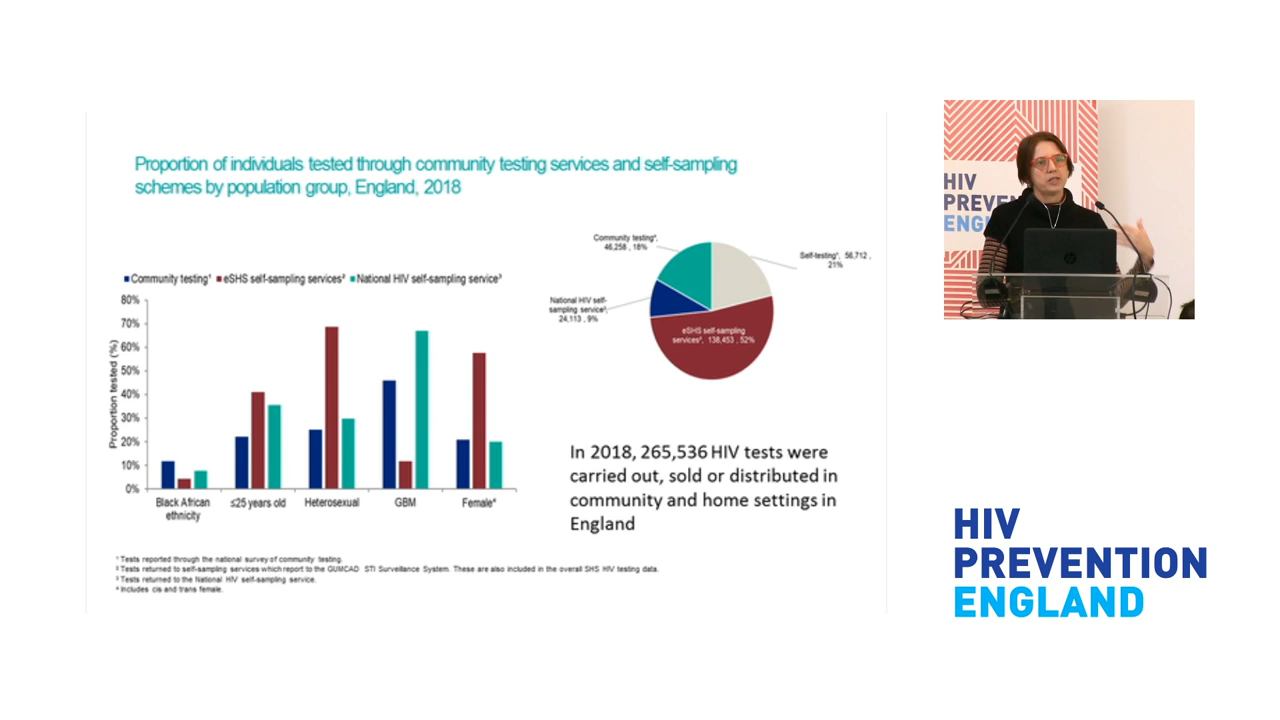 Proportion of individuals tested through community testing services and self-sampling
schemes by population group, England, 2018
Community testing¹ eSHS self-sampling services² National HIV self-sampling service³
80%
70%
60%
50%
40%
30%
20%
10%
0%
Proportion tested (%)
Black African
ethnicity
≤25 years old
Heterosexual
GBM
Female⁴
Community testing¹,
46,258 , 18%
Self-testing⁴, 56,712 ,
21%
National HIV self-
sampling service³,
24,113 , 9%
eSHS self-sampling
services², 138,453 , 52%
In 2018, 265,536 HIV tests were
carried out, sold or distributed in
community and home settings in
England
¹ Tests reported through the national survey of community testing.
² Tests returned to self-sampling services which report to the GUMCAD STI Surveillance System. These are also included in the overall SHS HIV testing data.
³ Tests returned to the National HIV self-sampling service.
⁴ Includes cis and trans female.
HIV
PREVEN
ENGL
hp
HIV
PREVENTION
ENGLAND